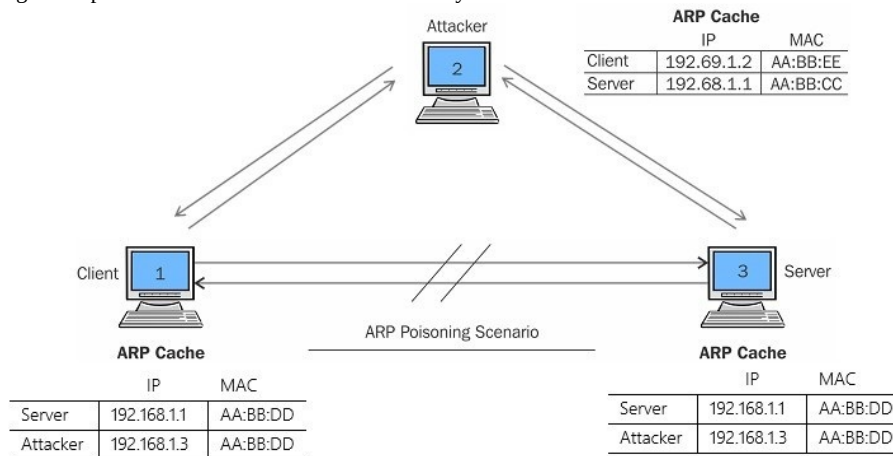 Attacker
2
ARP Cache
IP MAC
Client 192.69.1.2 AA:BB:EE
Server 192.68.1.1 AA:BB:CC
Client 1
3 Server
ARP Poisoning Scenario
ARP Cache
IP MAC
Server 192.168.1.1 AA:BB:DD
Attacker 192.168.1.3 AA:BB:DD
ARP Cache
IP MAC
Server 192.168.1.1 AA:BB:DD
Attacker 192.168.1.3 AA:BB:DD